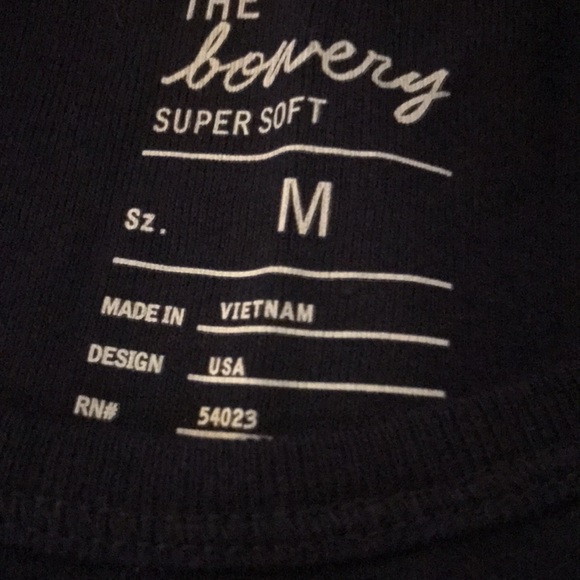 THE
bowery
SUPER SOFT
Sz. M
MADE IN VIETNAM
DESIGN USA
RN# 54023